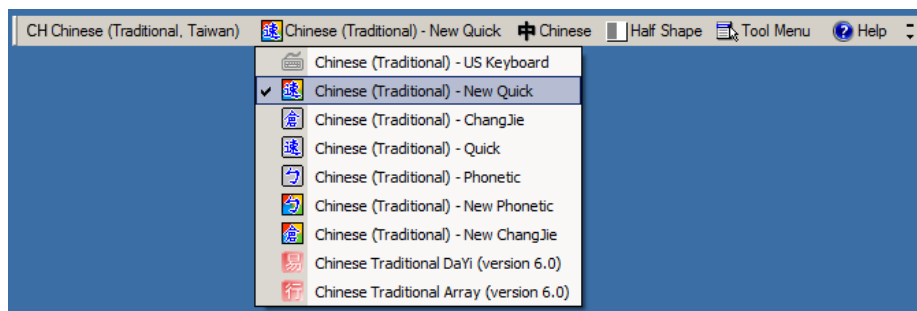 CH Chinese (Traditional, Taiwan) 速 Chinese (Traditional) - New Quick 中 Chinese Half Shape Tool Menu ? Help
Chinese (Traditional) - US Keyboard
速 Chinese (Traditional) - New Quick
倉 Chinese (Traditional) - ChangJie
速 Chinese (Traditional) - Quick
ㄅ Chinese (Traditional) - Phonetic
ㄅ Chinese (Traditional) - New Phonetic
倉 Chinese (Traditional) - New ChangJie
易 Chinese Traditional DaYi (version 6.0)
行 Chinese Traditional Array (version 6.0)